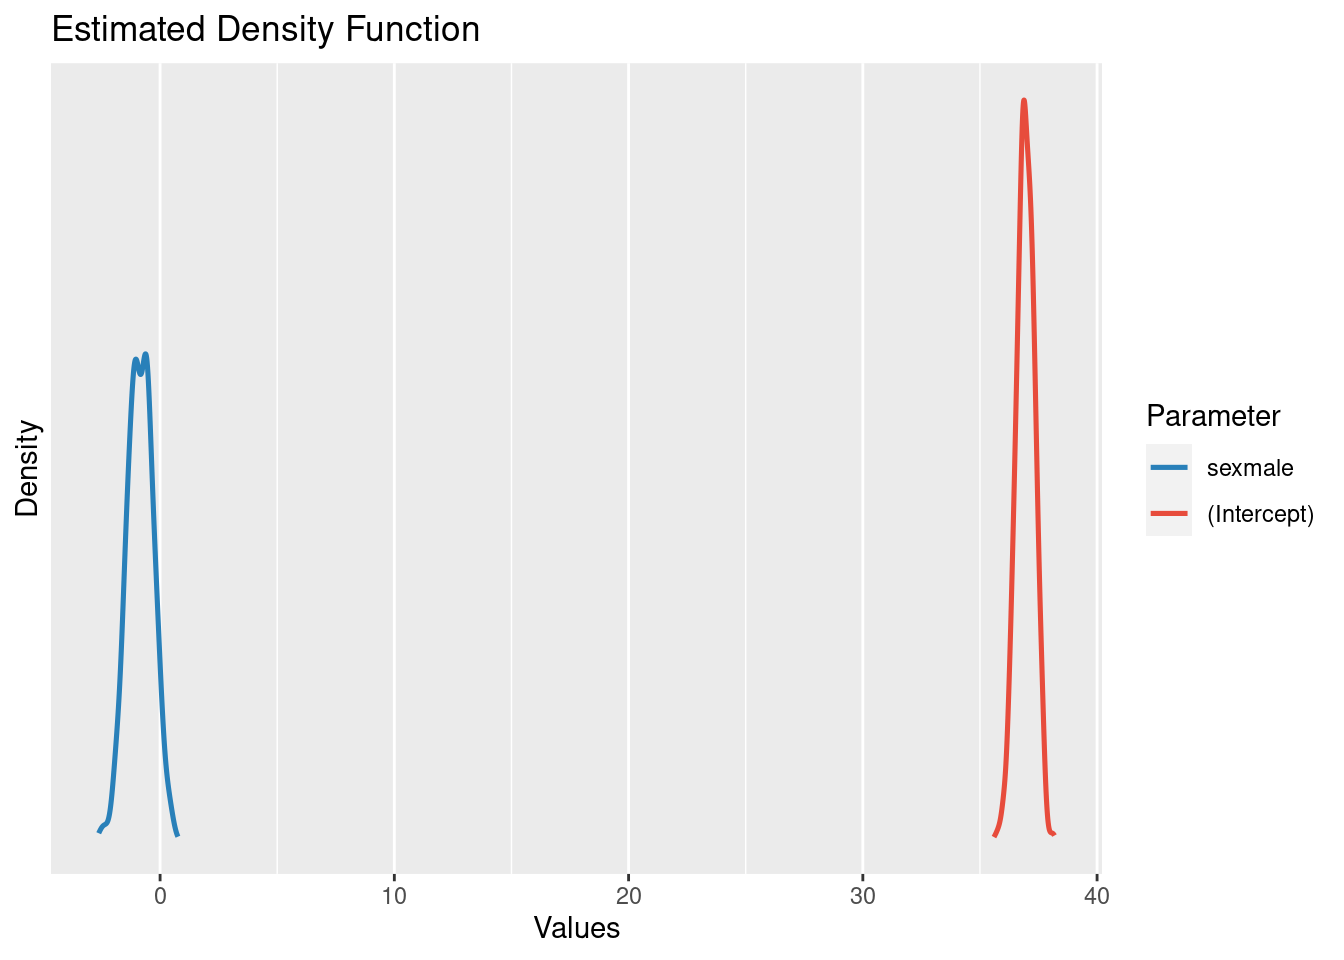 Estimated Density Function
Density
0 10 20 30 40
Values
Parameter
sexmale
(Intercept)